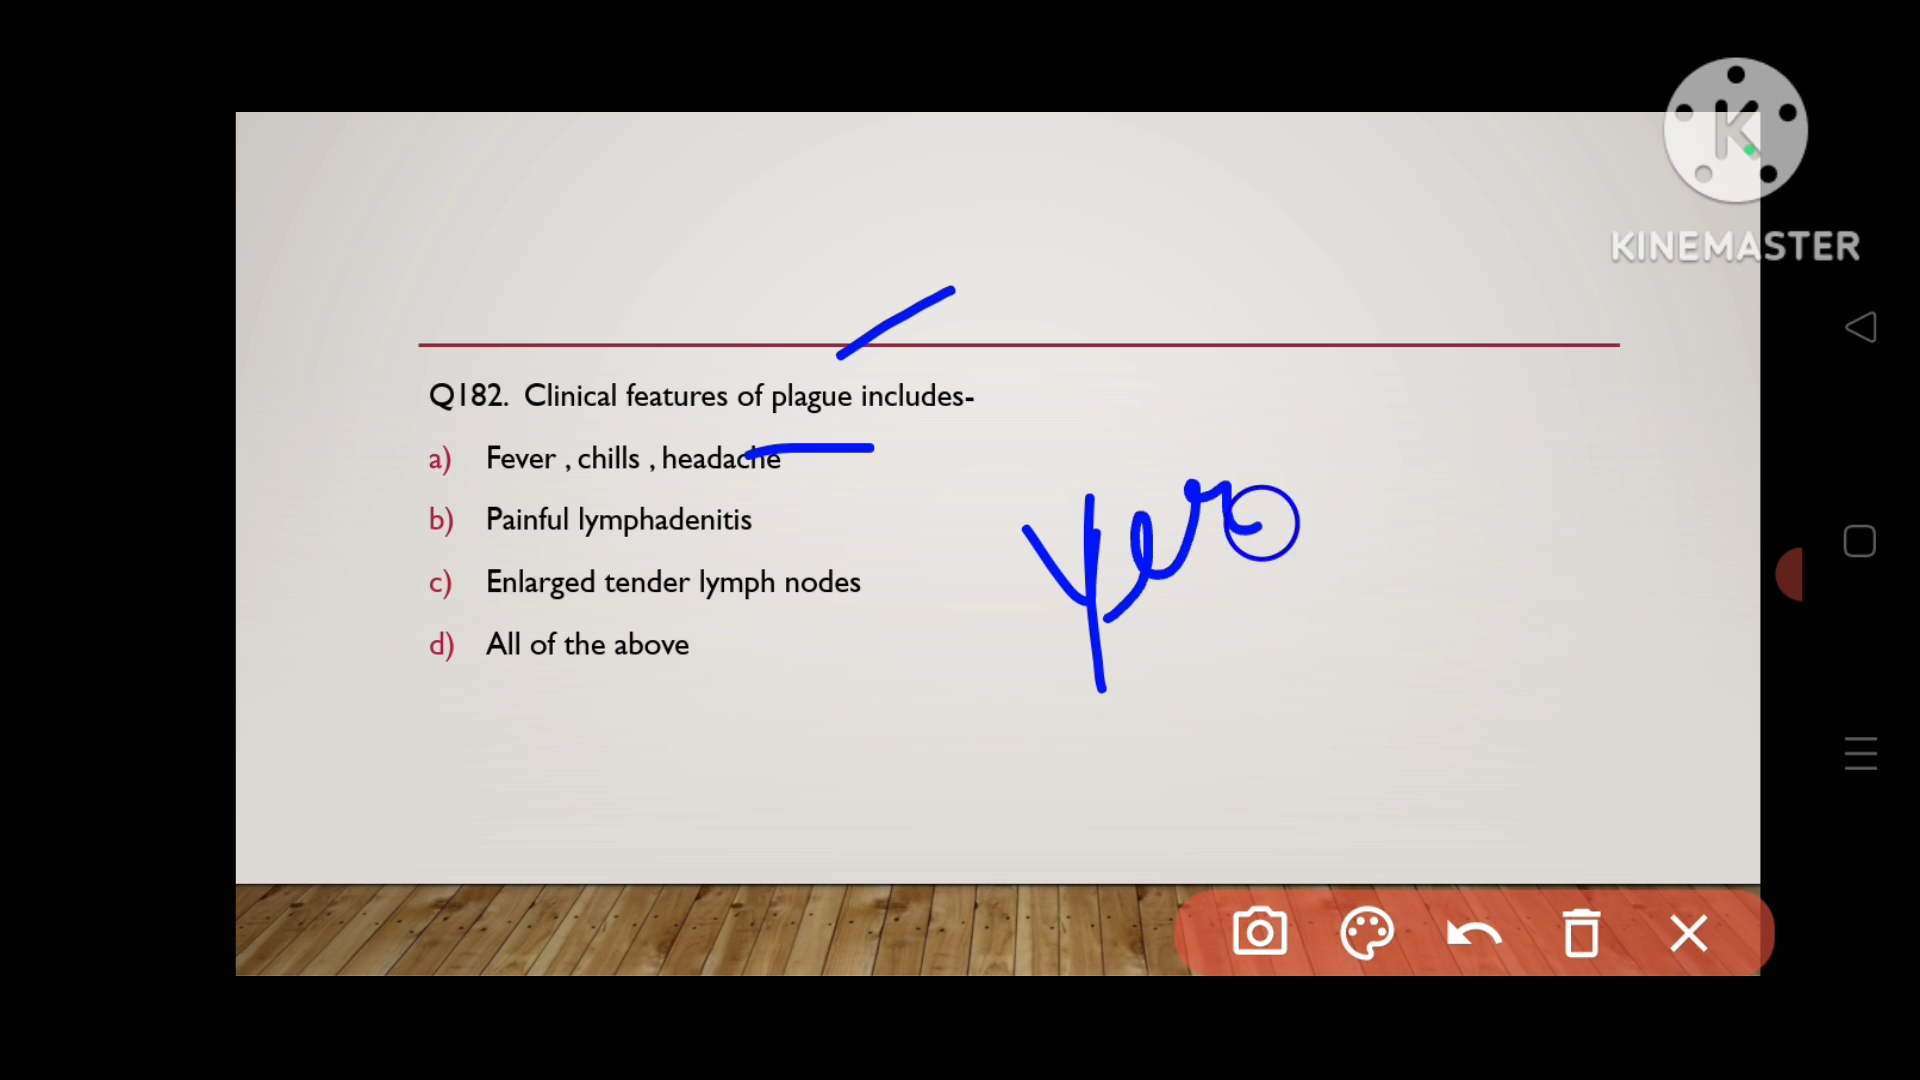 KINEMASTER
Q182. Clinical features of plague includes-
a) Fever , chills , headache
b) Painful lymphadenitis
c) Enlarged tender lymph nodes
d) All of the above